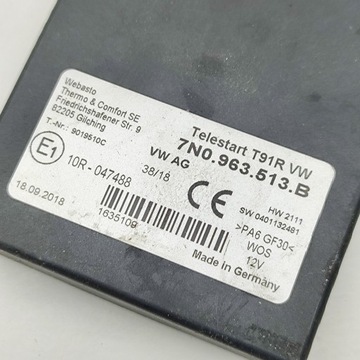 Webasto
Thermo & Comfort SE
Friedrichshafener Str. 9
82205 Gilching
T.-Nr.: 9019510C
Telestart T91R VW
7N0.963.513.B
VW AG
E1
10R-047488
38/18
CE
HW 2111
SW 0401132481
>PA6 GF30<
WOS
12V
18.09.2018
1635109
Made in Germany